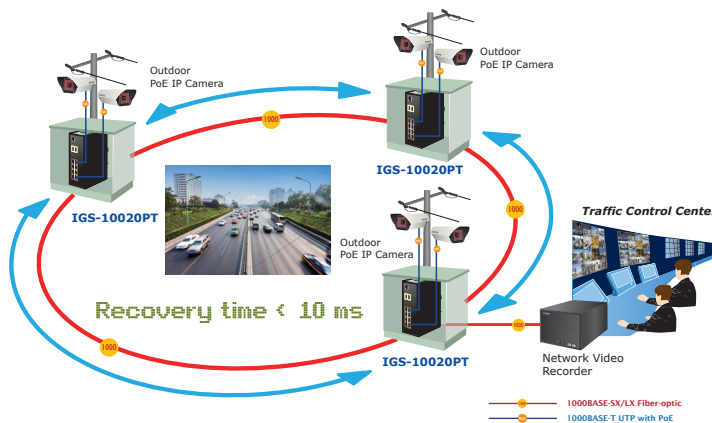 Outdoor
PoE IP Camera
Outdoor
PoE IP Camera
1000
IGS-10020PT
IGS-10020PT
1000
Traffic Control Center
Outdoor
PoE IP Camera
Recovery time < 10 ms
1000
1000
IGS-10020PT
Network Video
Recorder
1000BASE-SX/LX Fiber-optic
1000BASE-T UTP with PoE